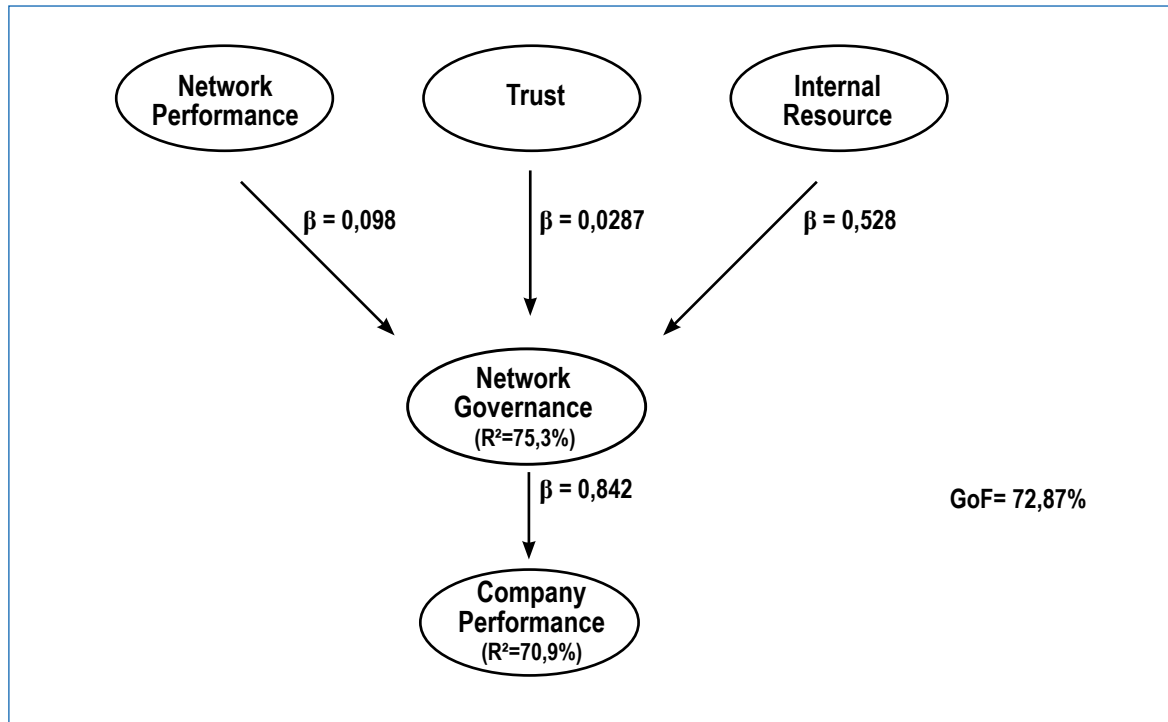 Network
Performance
Trust
Internal
Resource
β = 0,098
β = 0,0287
β = 0,528
Network
Governance
(R²=75,3%)
β = 0,842
GoF= 72,87%
Company
Performance
(R²=70,9%)